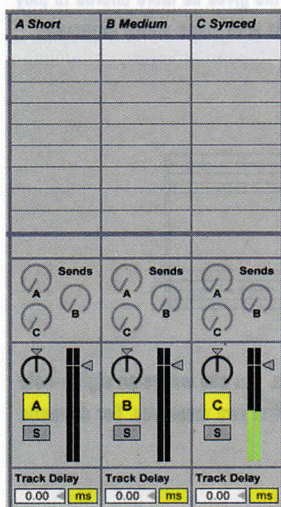 A Short B Medium C Synced
Sends Sends Sends
A B A B A B
C C C
A B C
S S S
Track Delay Track Delay Track Delay
0.00 ms 0.00 ms 0.00 ms